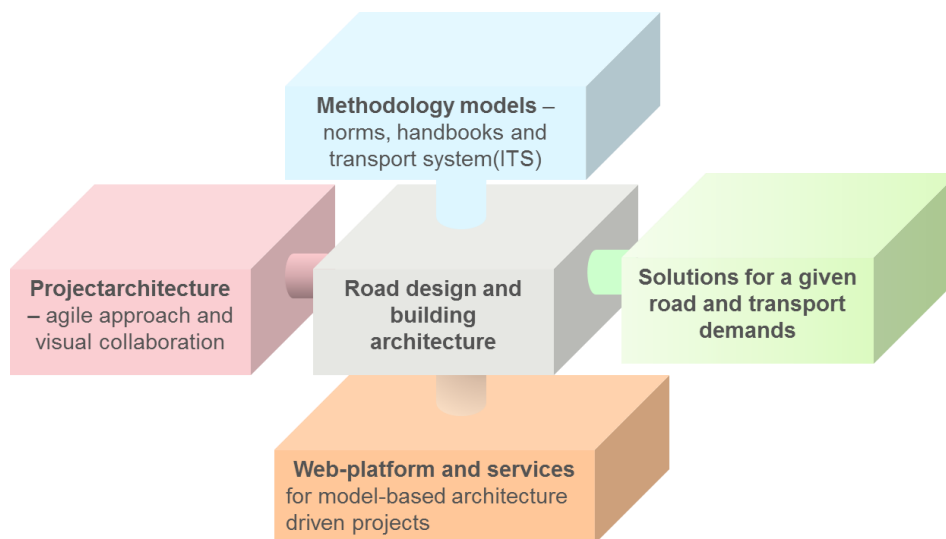 Methodology models –
norms, handbooks and
transport system(ITS)
Projectarchitecture
– agile approach and
visual collaboration
Road design and
building
architecture
Solutions for a given
road and transport
demands
Web-platform and services
for model-based architecture
driven projects